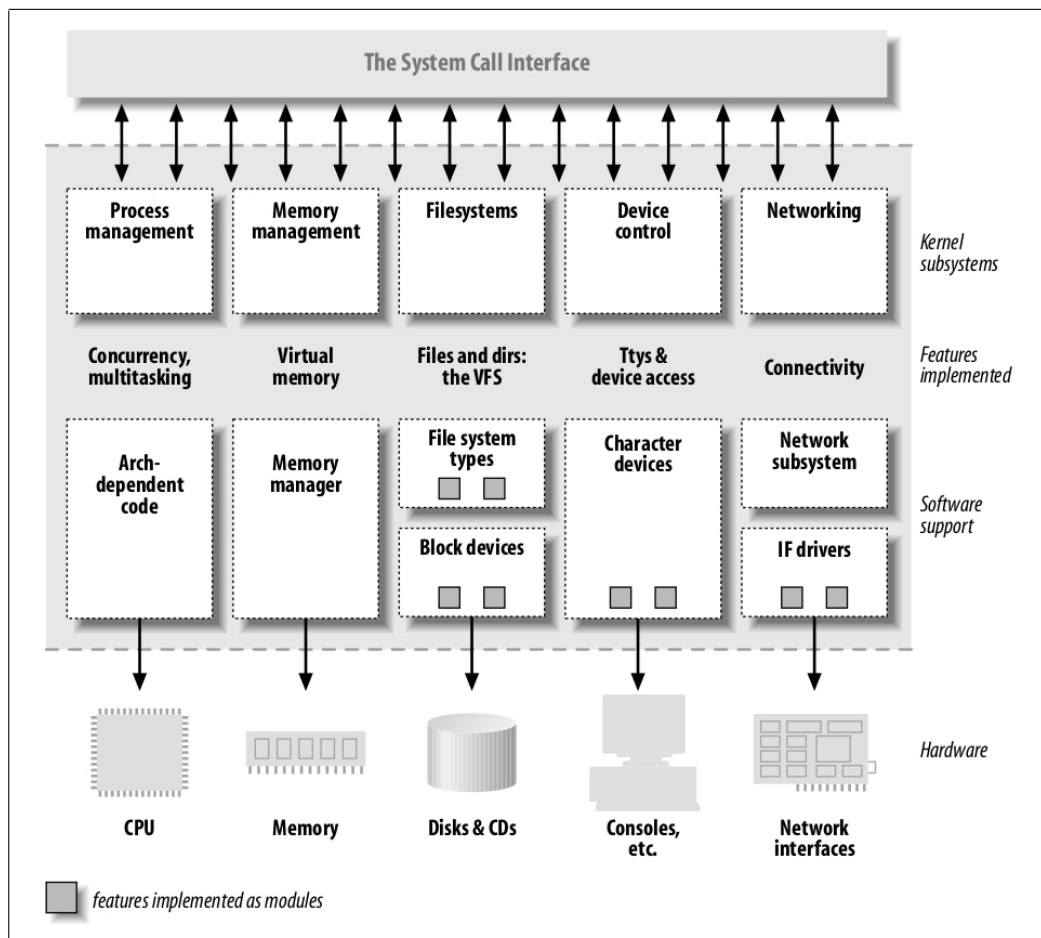 The System Call Interface
Process
management
Memory
management
Filesystems
Device
control
Networking
Kernel
subsystems
Concurrency,
multitasking
Virtual
memory
Files and dirs:
the VFS
Ttys &
device access
Connectivity
Features
implemented
Arch-
dependent
code
Memory
manager
File system
types
Block devices
Character
devices
Network
subsystem
IF drivers
Software
support
CPU
Memory
Disks & CDs
Consoles,
etc.
Network
interfaces
Hardware
features implemented as modules